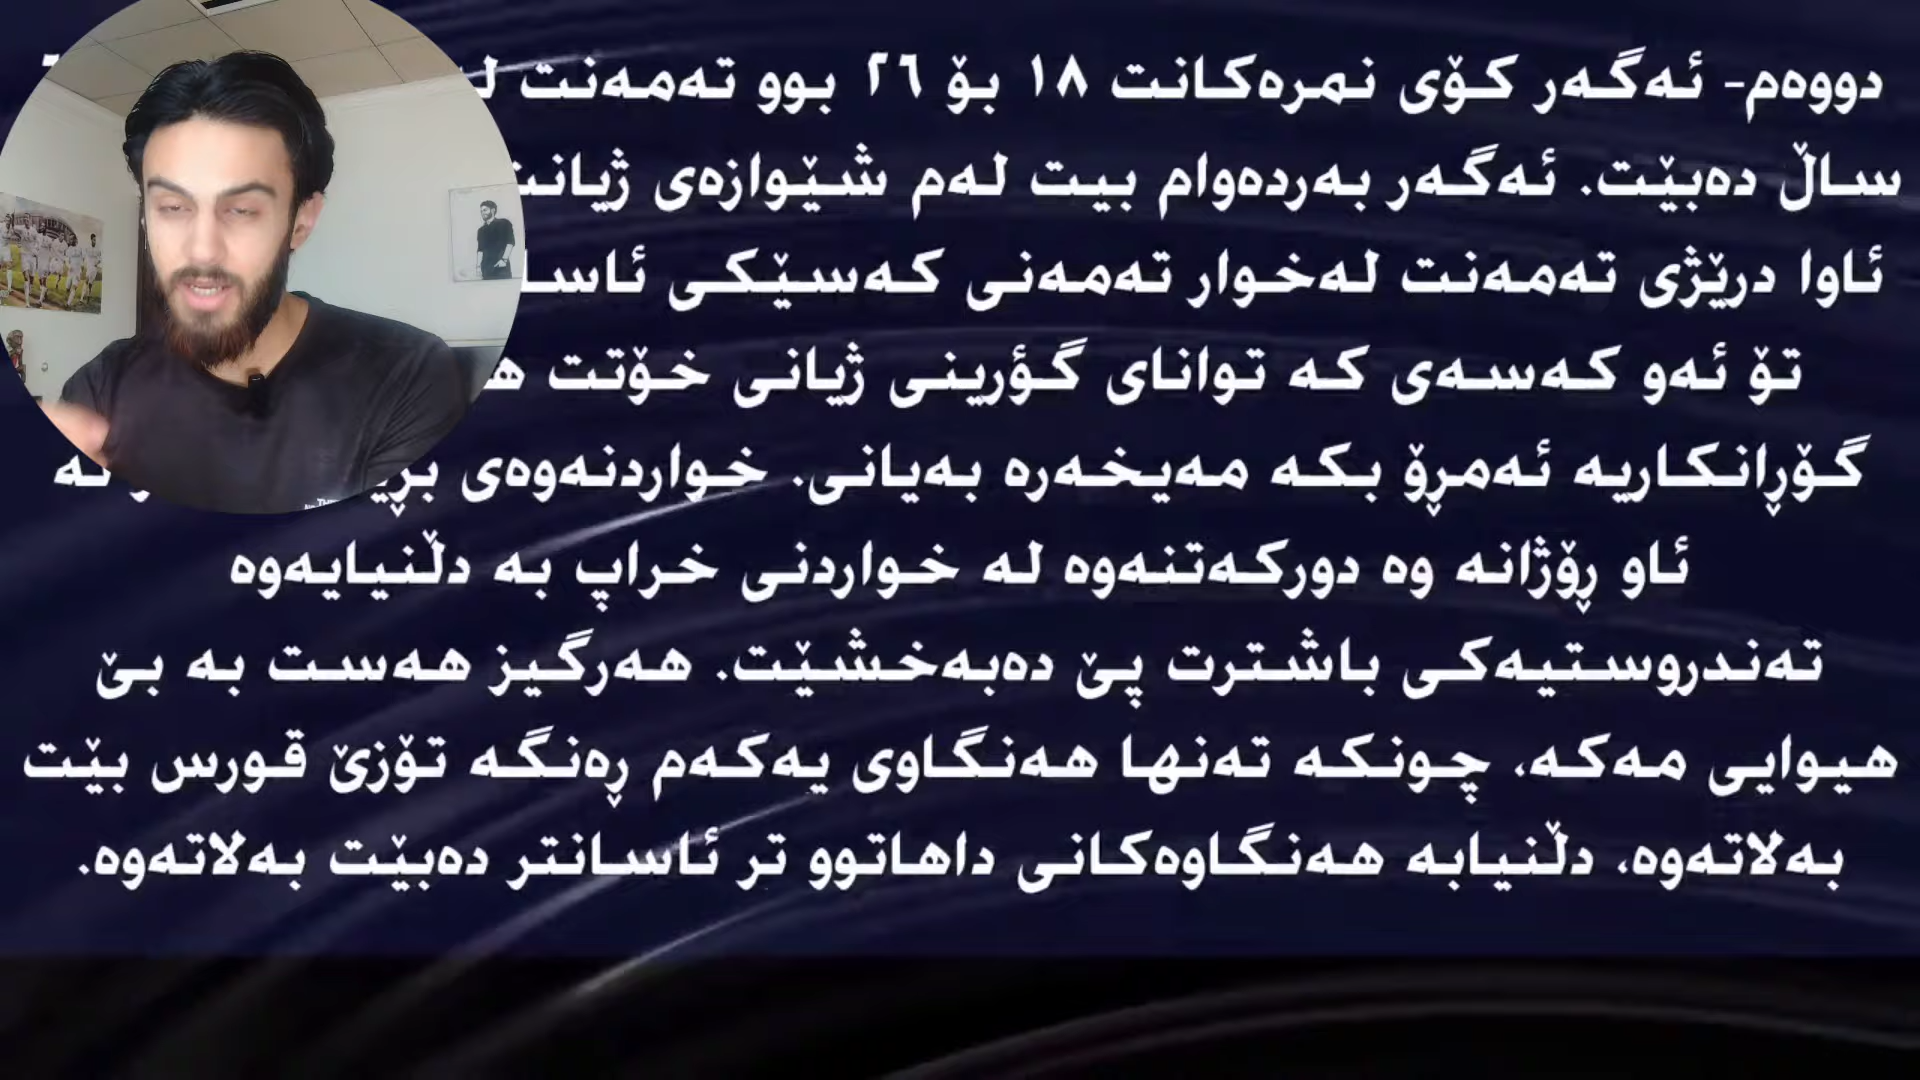 دووەم- ئەگەر کۆی نمرەکانت ١٨ بۆ ٢٦ بوو تەمەنت
ساڵ دەبێت. ئەگەر بەردەوام بیت لەم شێوازەی
ئاوا درێژی تەمەنت لەخوار تەمەنی کەسێکی
تۆ ئەو کەسەی کە توانای گۆڕینی ژیانی خۆتت
گۆڕانکاریە ئەمڕۆ بکە مەیخەرە بەیانی. خواردنەوەی
ئاو ڕۆژانە وە دورکەتنەوە لە خواردنی خراپ بە دڵنیایەوە
تەندروستیەکی باشترت پێ دەبەخشێت. هەرگیز هەست بە بێ
هیوایی مەکە، چونکە تەنها هەنگاوی یەکەم ڕەنگە تۆزێ قورس بێت
بەلاتەوە، دڵنیابە هەنگاوەکانی داهاتوو تر ئاسانتر دەبێت بەلاتەوە.